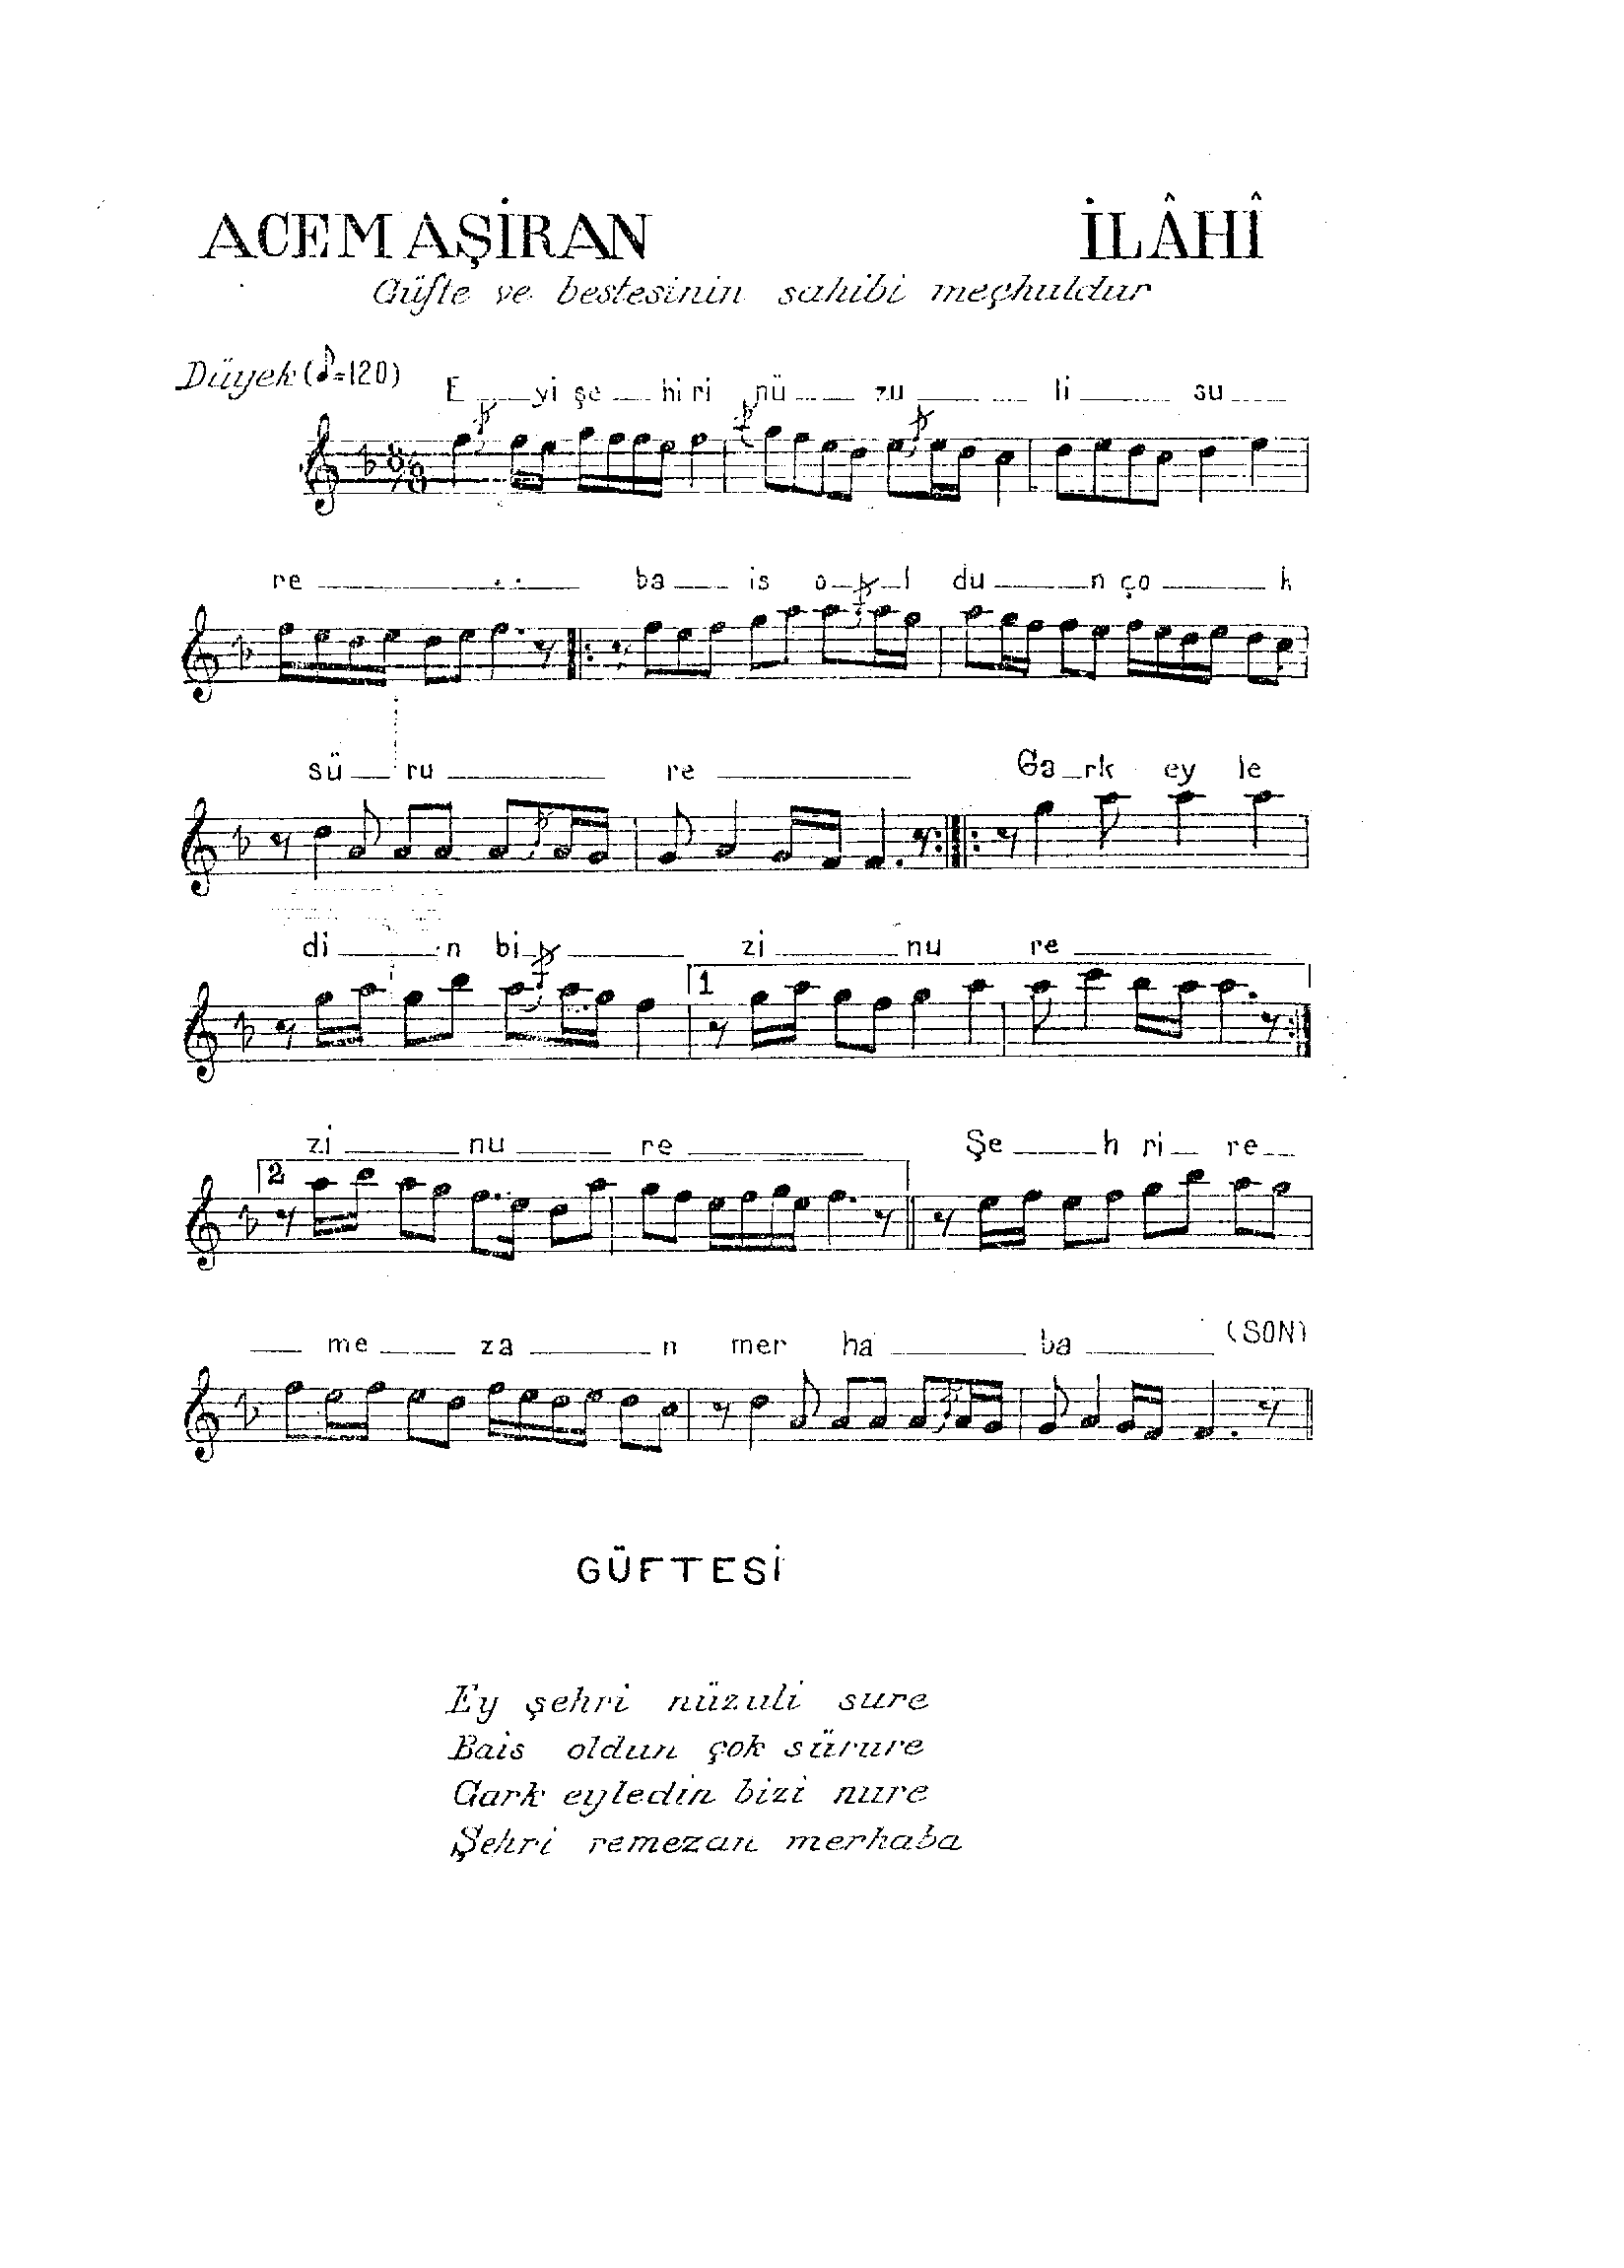 ACEM AŞİRAN İLÂHÎ
Güfte ve bestesinin sahibi meçhuldur
Düyek (♪=120)
E yi şe hi ri nü zu li su
re ba is o l du n ço k
sü ru re Ga rk ey le
di n bi zi nu re
1
zi nu re Şe h ri re
2
me za n mer ha ba (SON)
GÜFTESİ
Ey şehri nüzuli sure
Bais oldun çok sürure
Gark eyledin bizi nure
Şehri remezan merhaba